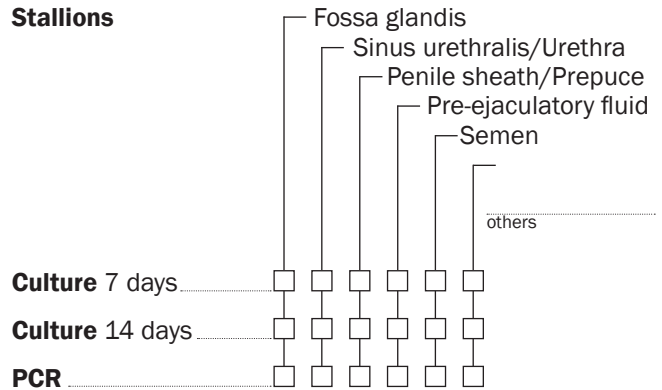 Stallions
Fossa glandis
Sinus urethralis/Urethra
Penile sheath/Prepuce
Pre-ejaculatory fluid
Semen
others
Culture 7 days
Culture 14 days
PCR